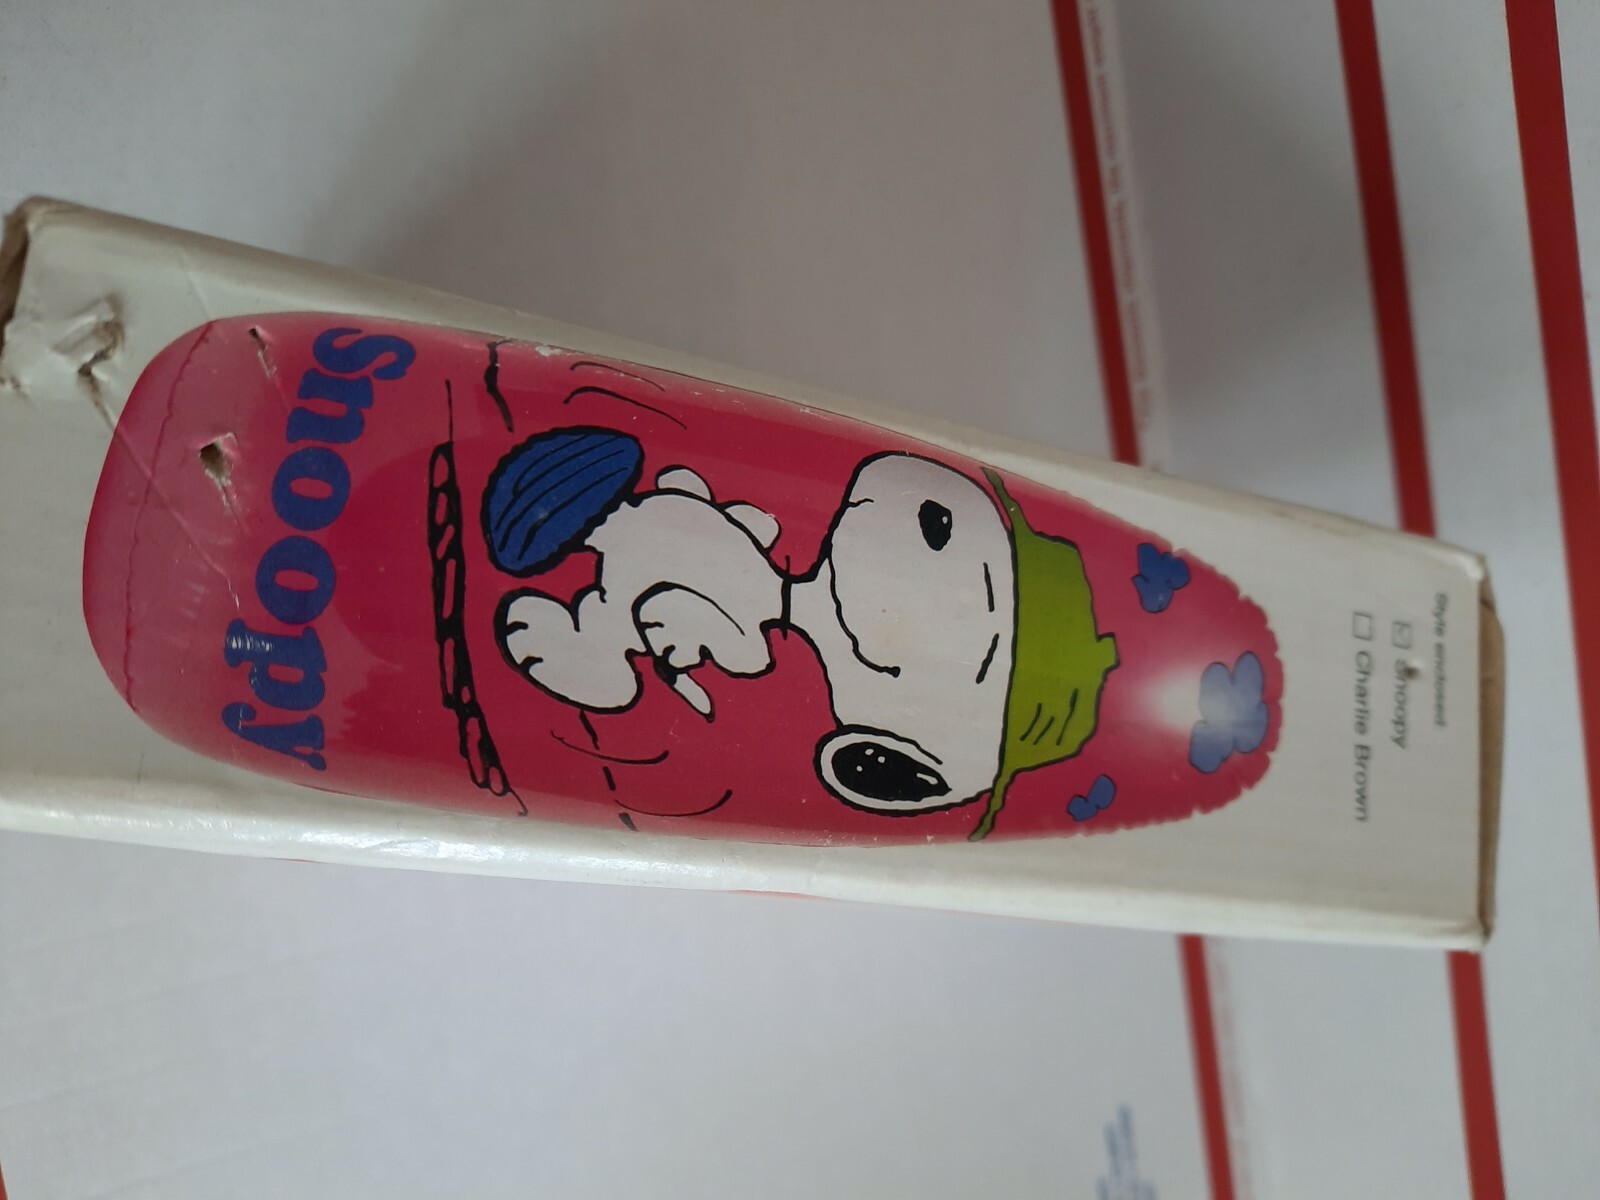 Style enclosed
Snoopy
Charlie Brown
Snoopy